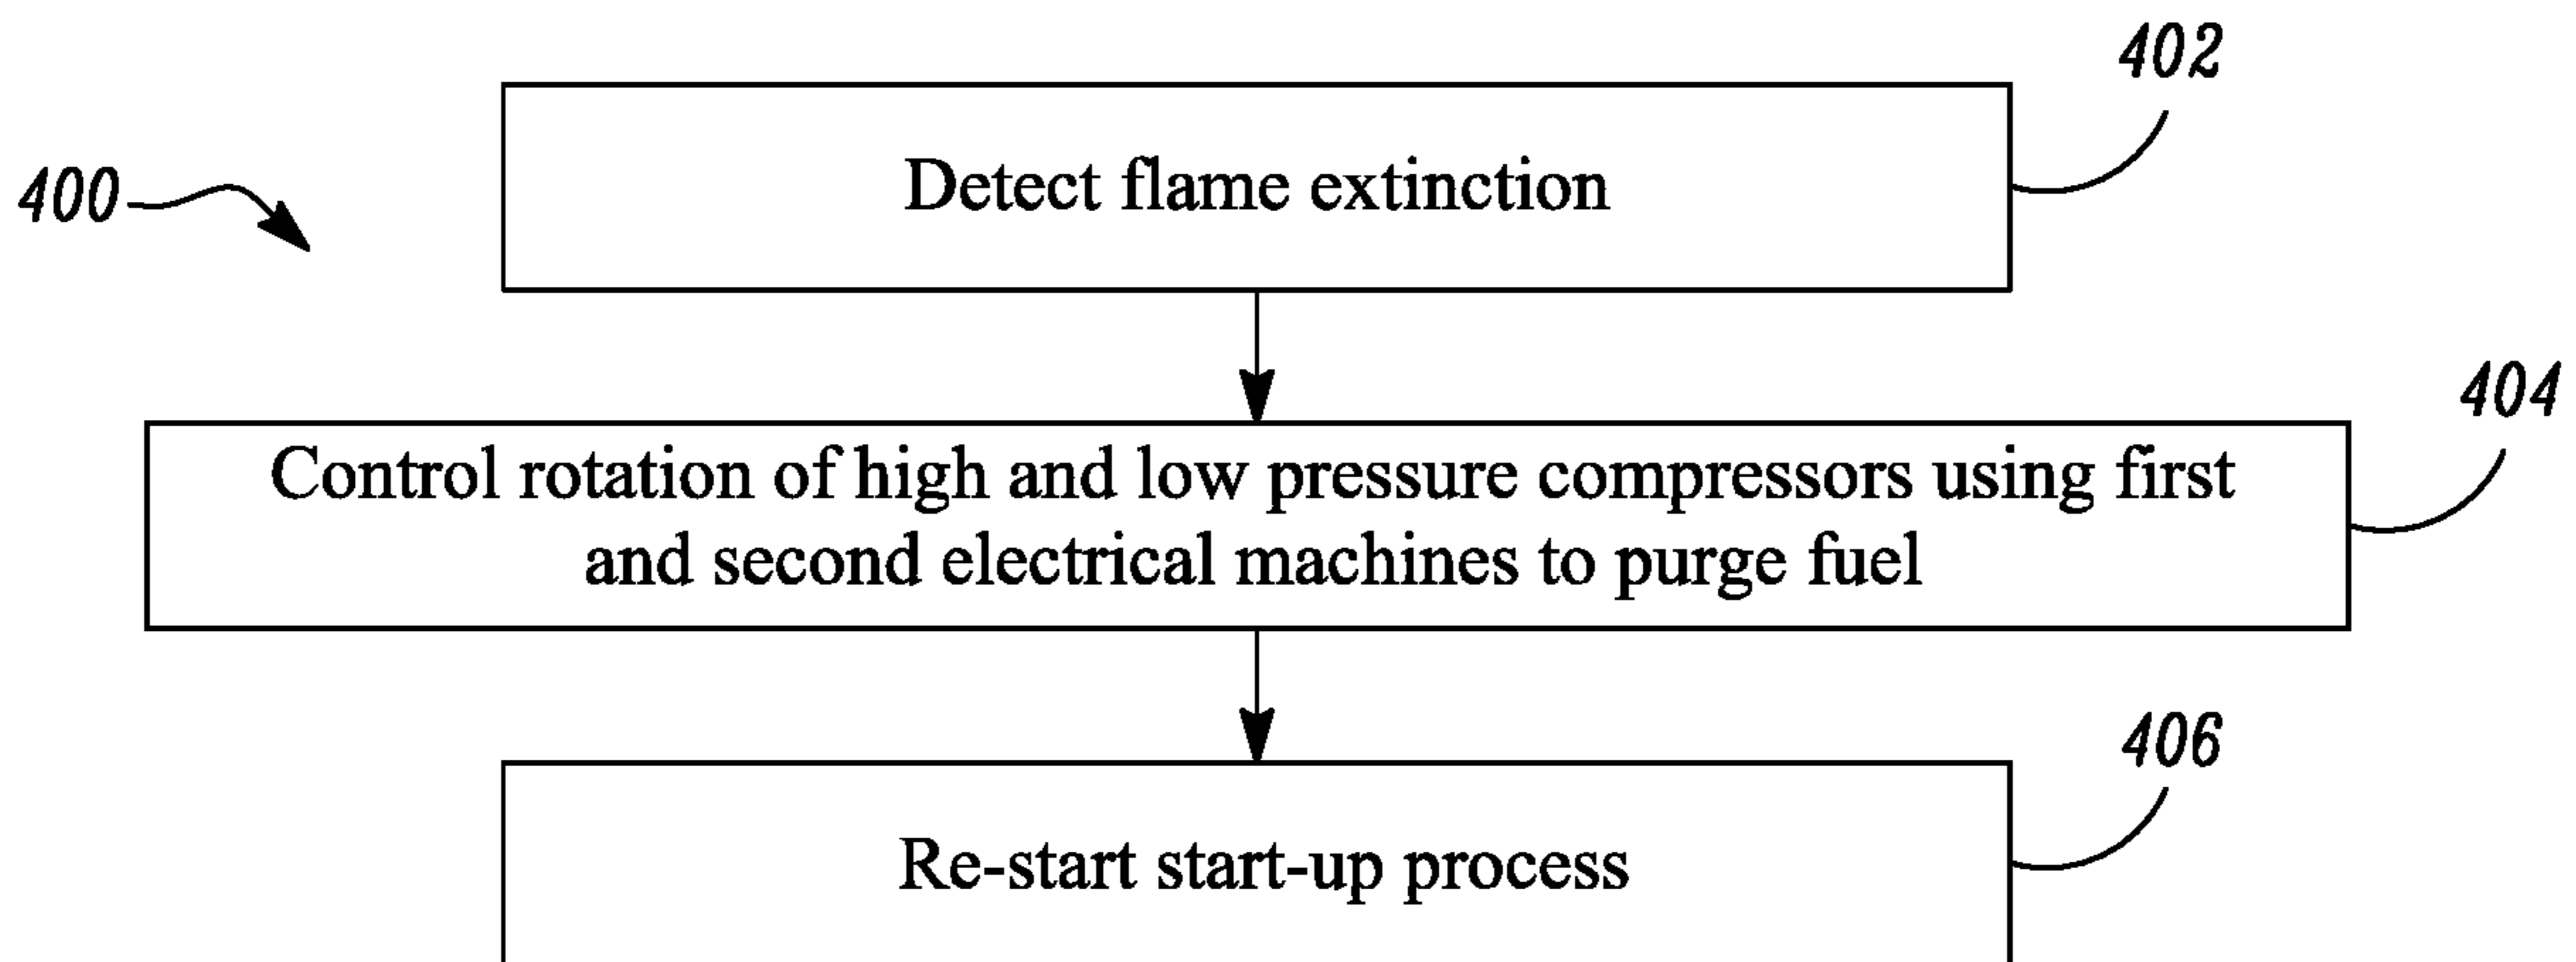 402
Detect flame extinction
400
404
Control rotation of high and low pressure compressors using first
and second electrical machines to purge fuel
406
Re-start start-up process